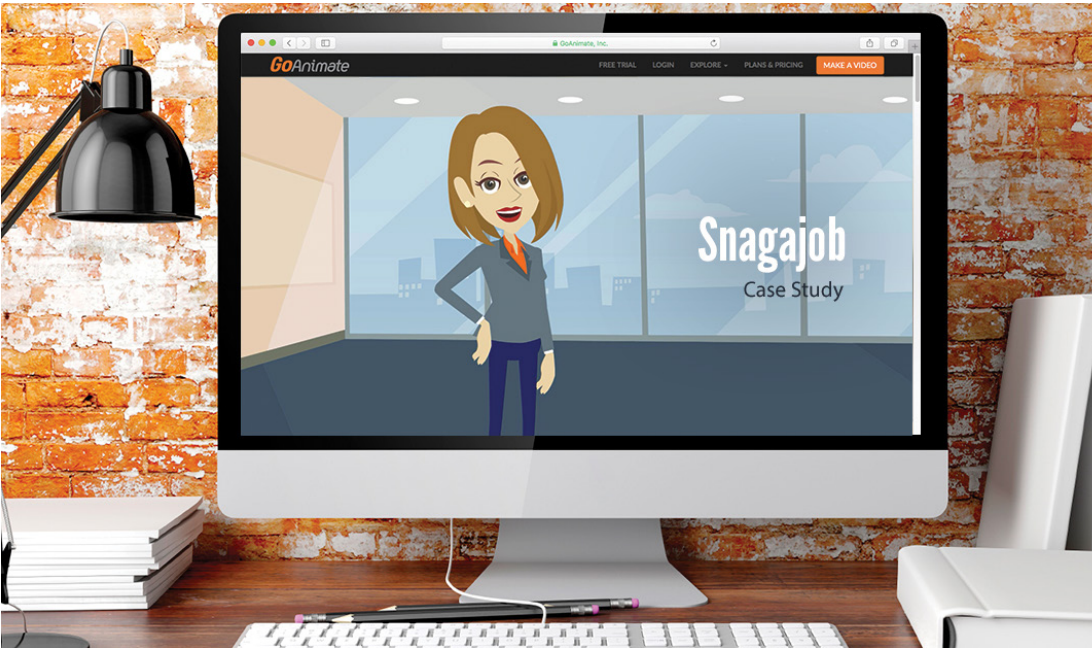 GoAnimate, Inc.
GoAnimate
FREE TRIAL
LOGIN
EXPLORE
PLANS & PRICING
MAKE A VIDEO
Snagajob
Case Study